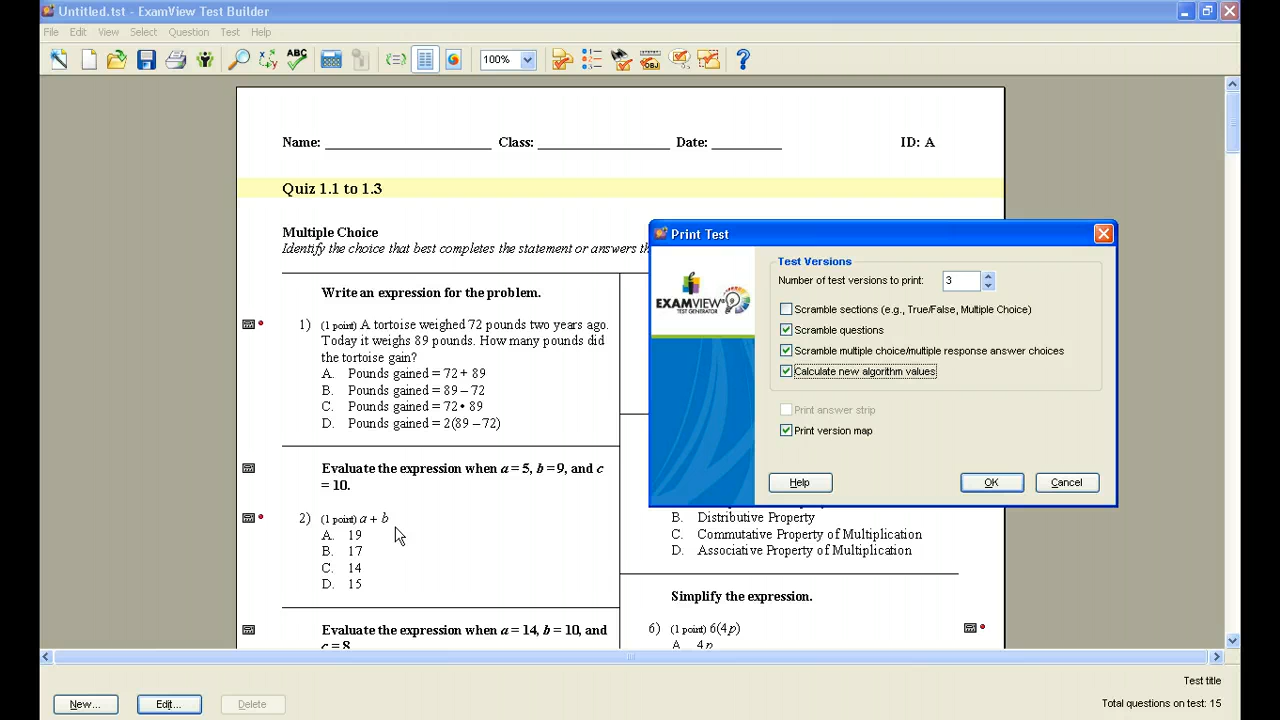 Untitled.tst - ExamView Test Builder
File Edit View Select Question Test Help
ABC 100% OBJ ?
Name: Class: Date: ID: A
Quiz 1.1 to 1.3
Multiple Choice
Identify the choice that best completes the statement or answers th
Write an expression for the problem.
1) (1 point) A tortoise weighed 72 pounds two years ago.
Today it weighs 89 pounds. How many pounds did
the tortoise gain?
A. Pounds gained = 72 + 89
B. Pounds gained = 89 – 72
C. Pounds gained = 72 • 89
D. Pounds gained = 2(89 – 72)
Evaluate the expression when a = 5, b = 9, and c
= 10.
2) (1 point) a + b
A. 19
B. 17
C. 14
D. 15
Evaluate the expression when a = 14, b = 10, and
c = 8
Print Test
EXAMVIEW
TEST GENERATOR
Test Versions
Number of test versions to print: 3
Scramble sections (e.g., True/False, Multiple Choice)
Scramble questions
Scramble multiple choice/multiple response answer choices
Calculate new algorithm values
Print answer strip
Print version map
Help OK Cancel
B. Distributive Property
C. Commutative Property of Multiplication
D. Associative Property of Multiplication
Simplify the expression.
6) (1 point) 6(4p)
A 4p
Test title
New... Edit... Delete Total questions on test: 15